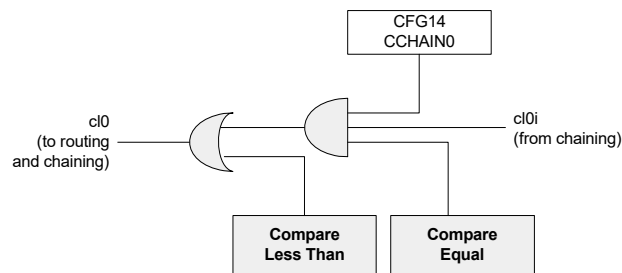 CFG14
CCHAIN0
cl0
(to routing
and chaining)
cl0i
(from chaining)
Compare
Less Than
Compare
Equal